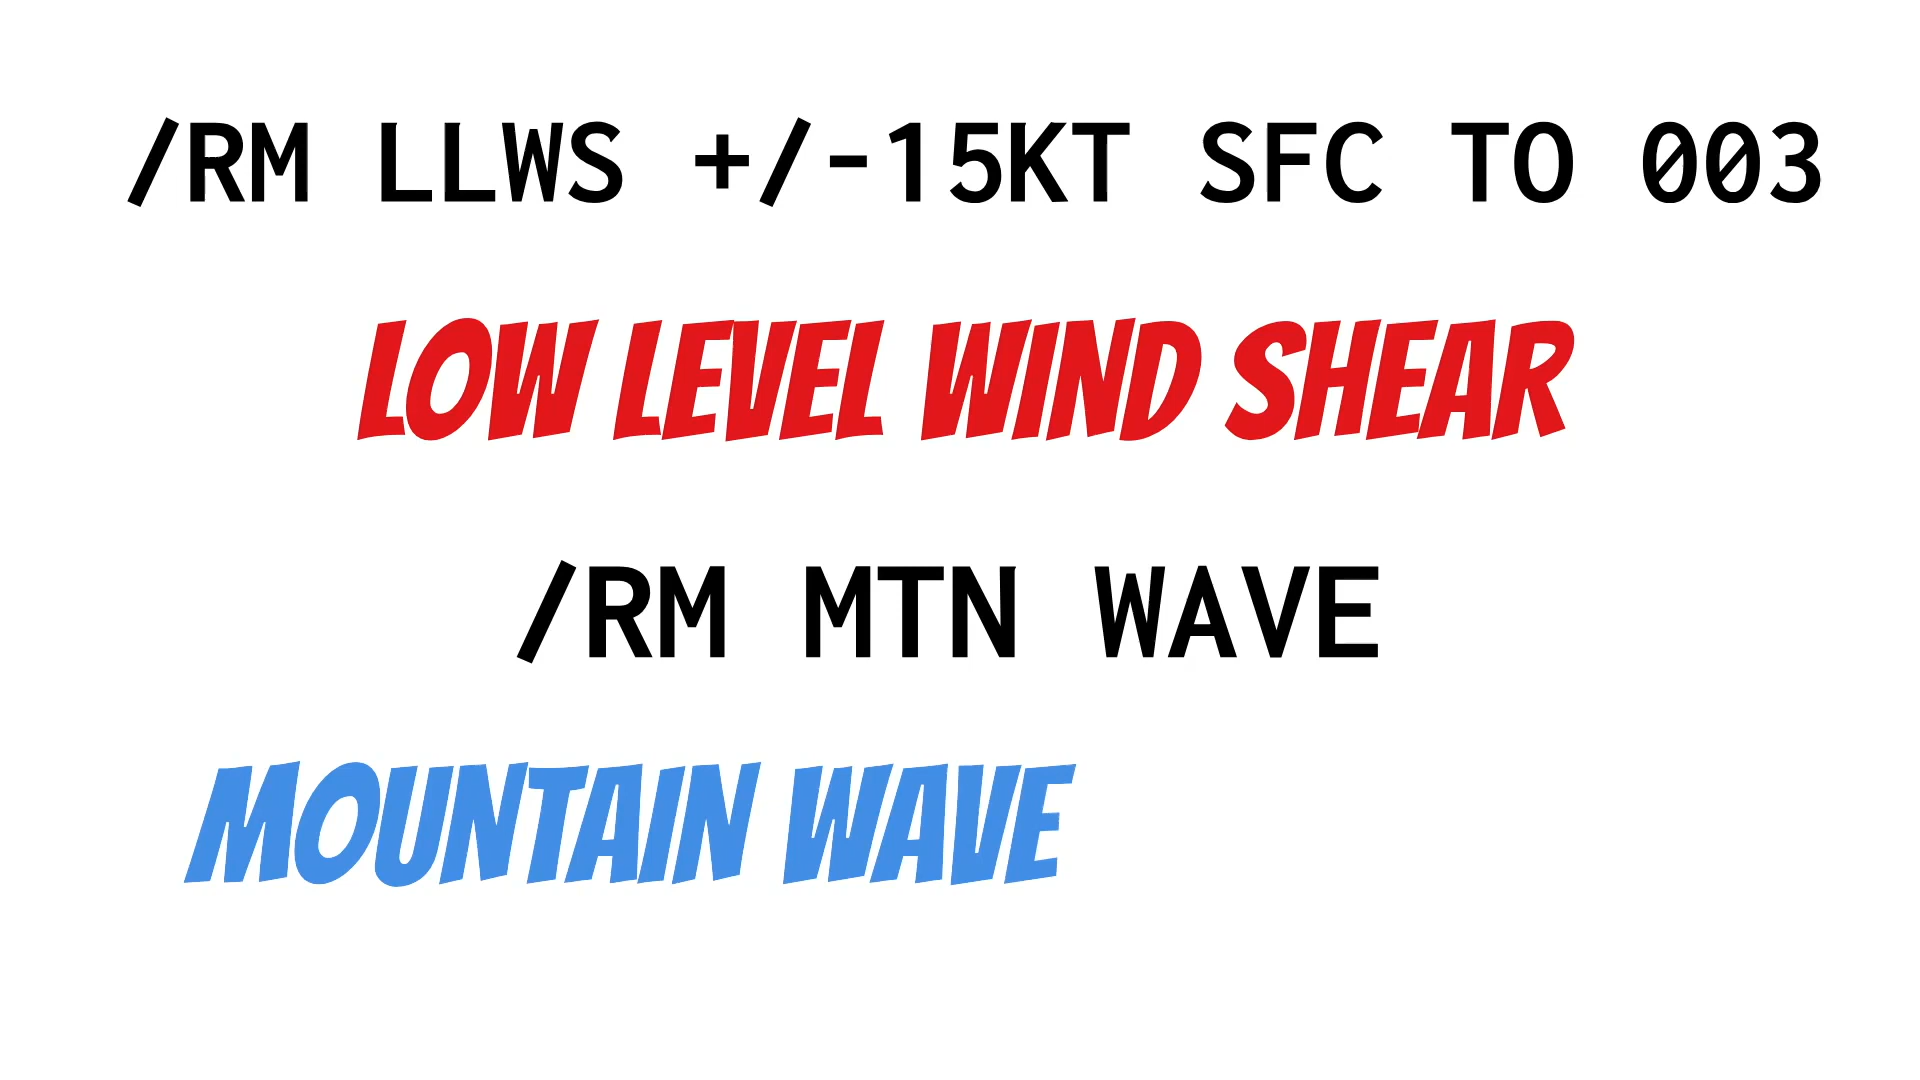 /RM LLWS +/-15KT SFC TO 003
LOW LEVEL WIND SHEAR
/RM MTN WAVE
MOUNTAIN WAVE